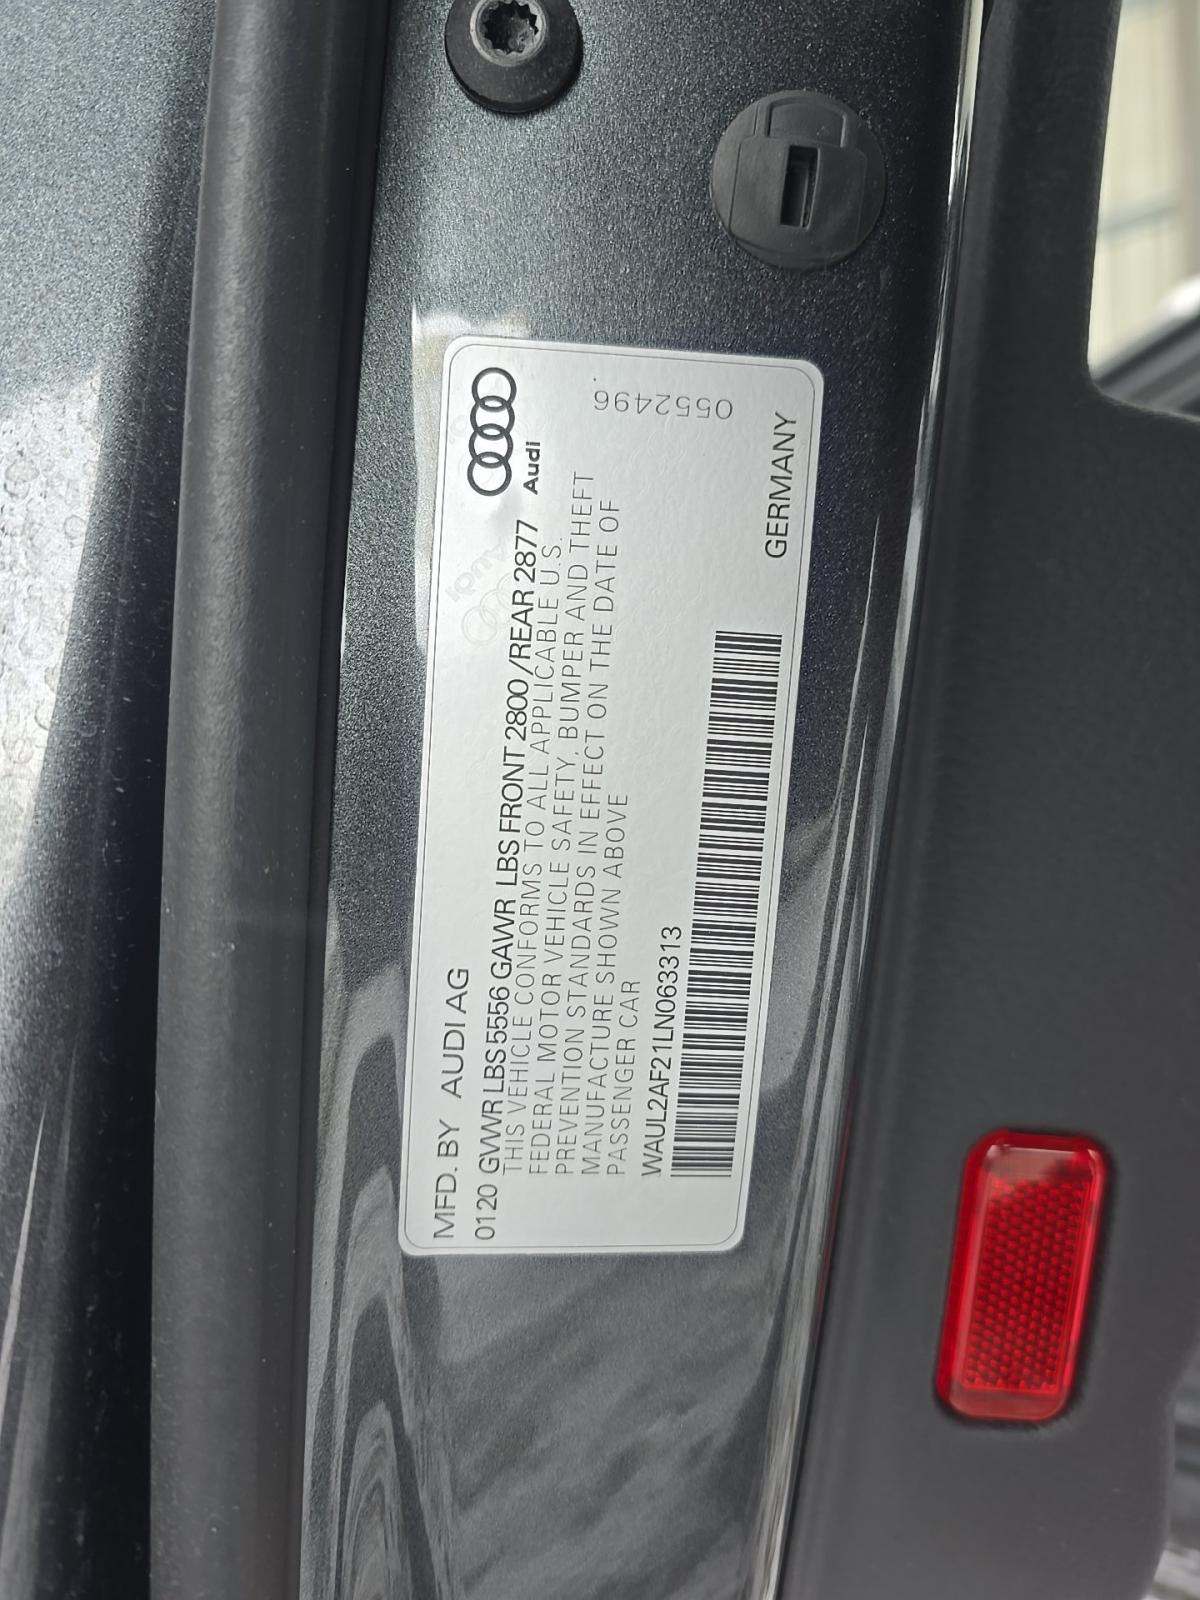 MFD. BY AUDI AG
0120 GVWR LBS 5556 GAWR LBS FRONT 2800 /REAR 2877
THIS VEHICLE CONFORMS TO ALL APPLICABLE U.S.
FEDERAL MOTOR VEHICLE SAFETY, BUMPER AND THEFT
PREVENTION STANDARDS IN EFFECT ON THE DATE OF
MANUFACTURE SHOWN ABOVE
PASSENGER CAR
WAUL2AF21LN063313
Audi
0552496
GERMANY